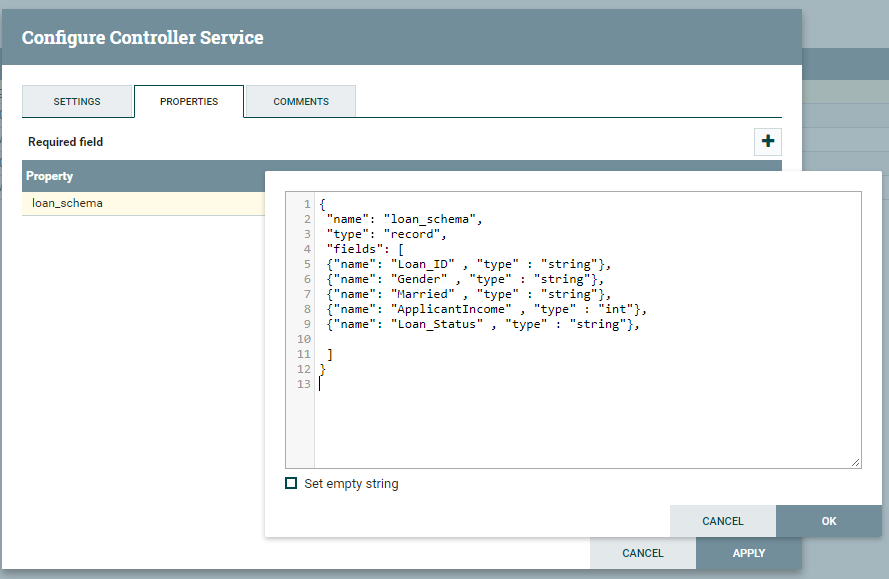 Configure Controller Service
SETTINGS
PROPERTIES
COMMENTS
Required field
Property
loan_schema
1 {
2 "name": "loan_schema",
3 "type": "record",
4 "fields": [
5 {"name": "Loan_ID" , "type" : "string"},
6 {"name": "Gender" , "type" : "string"},
7 {"name": "Married" , "type" : "string"},
8 {"name": "ApplicantIncome" , "type" : "int"},
9 {"name": "Loan_Status" , "type" : "string"},
10
11 ]
12 }
13
Set empty string
CANCEL
OK
CANCEL
APPLY